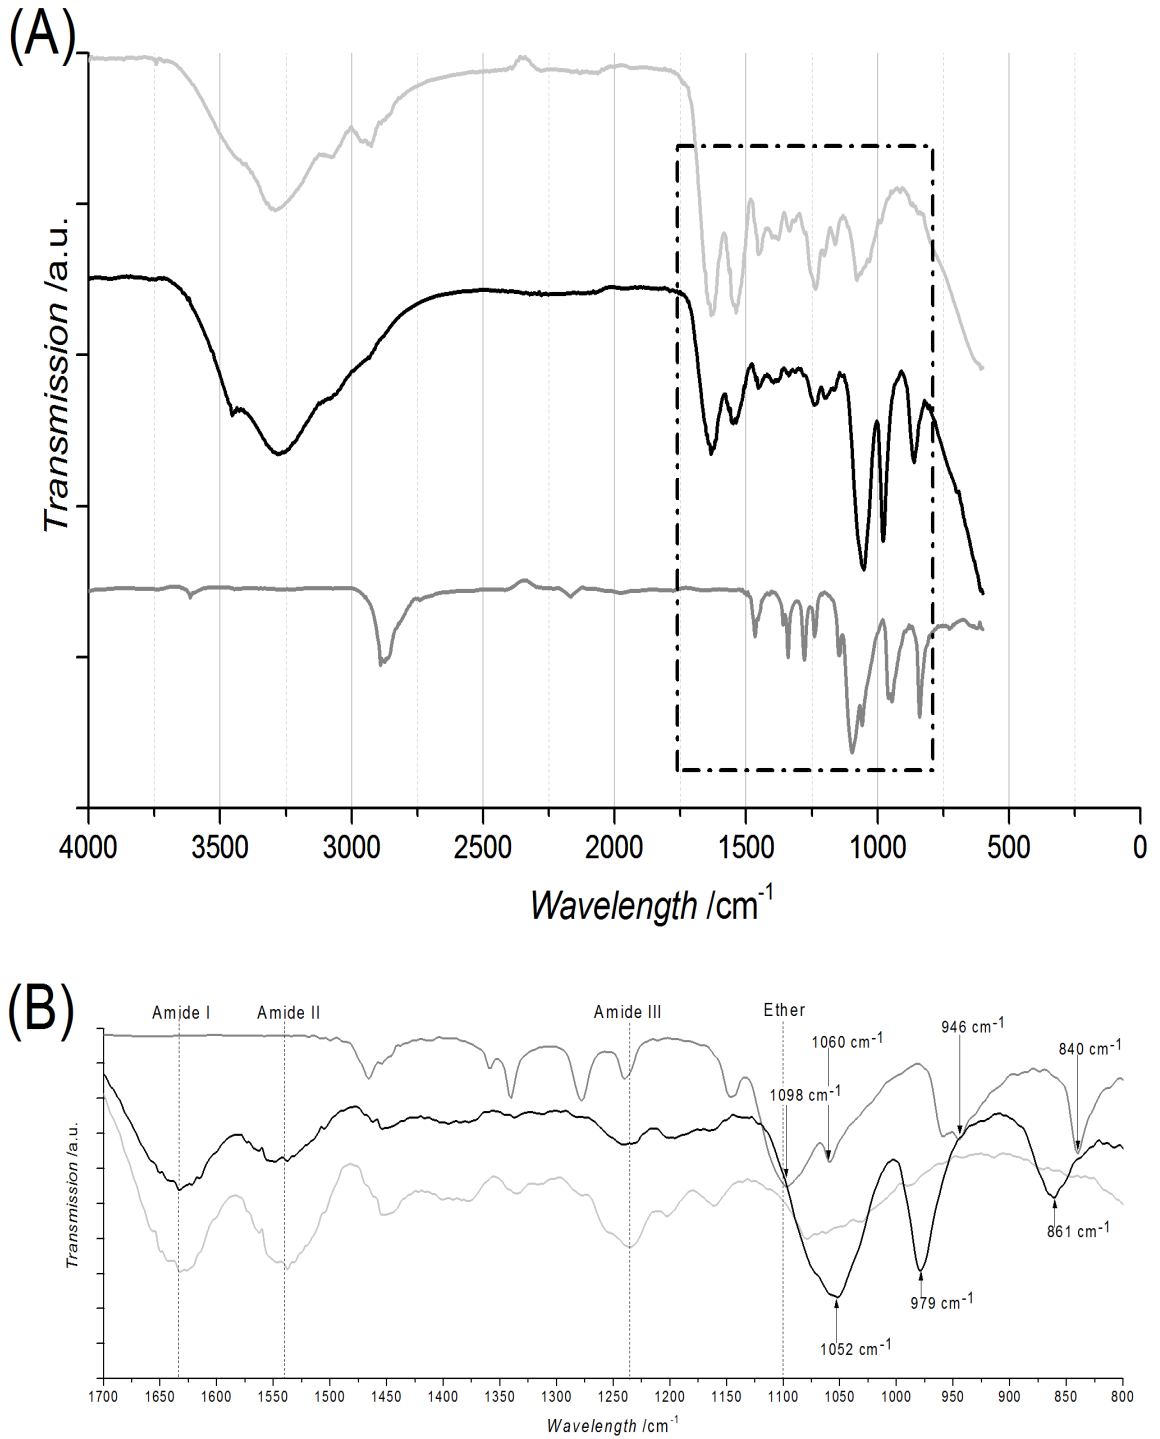 (A)
Transmission /a.u.
4000 3500 3000 2500 2000 1500 1000 500 0
Wavelength /cm-1
(B)
Amide I Amide II Amide III Ether
946 cm-1
1060 cm-1
840 cm-1
1098 cm-1
Transmission /a.u.
861 cm-1
979 cm-1
1052 cm-1
1700 1650 1600 1550 1500 1450 1400 1350 1300 1250 1200 1150 1100 1050 1000 950 900 850 800
Wavelength /cm-1